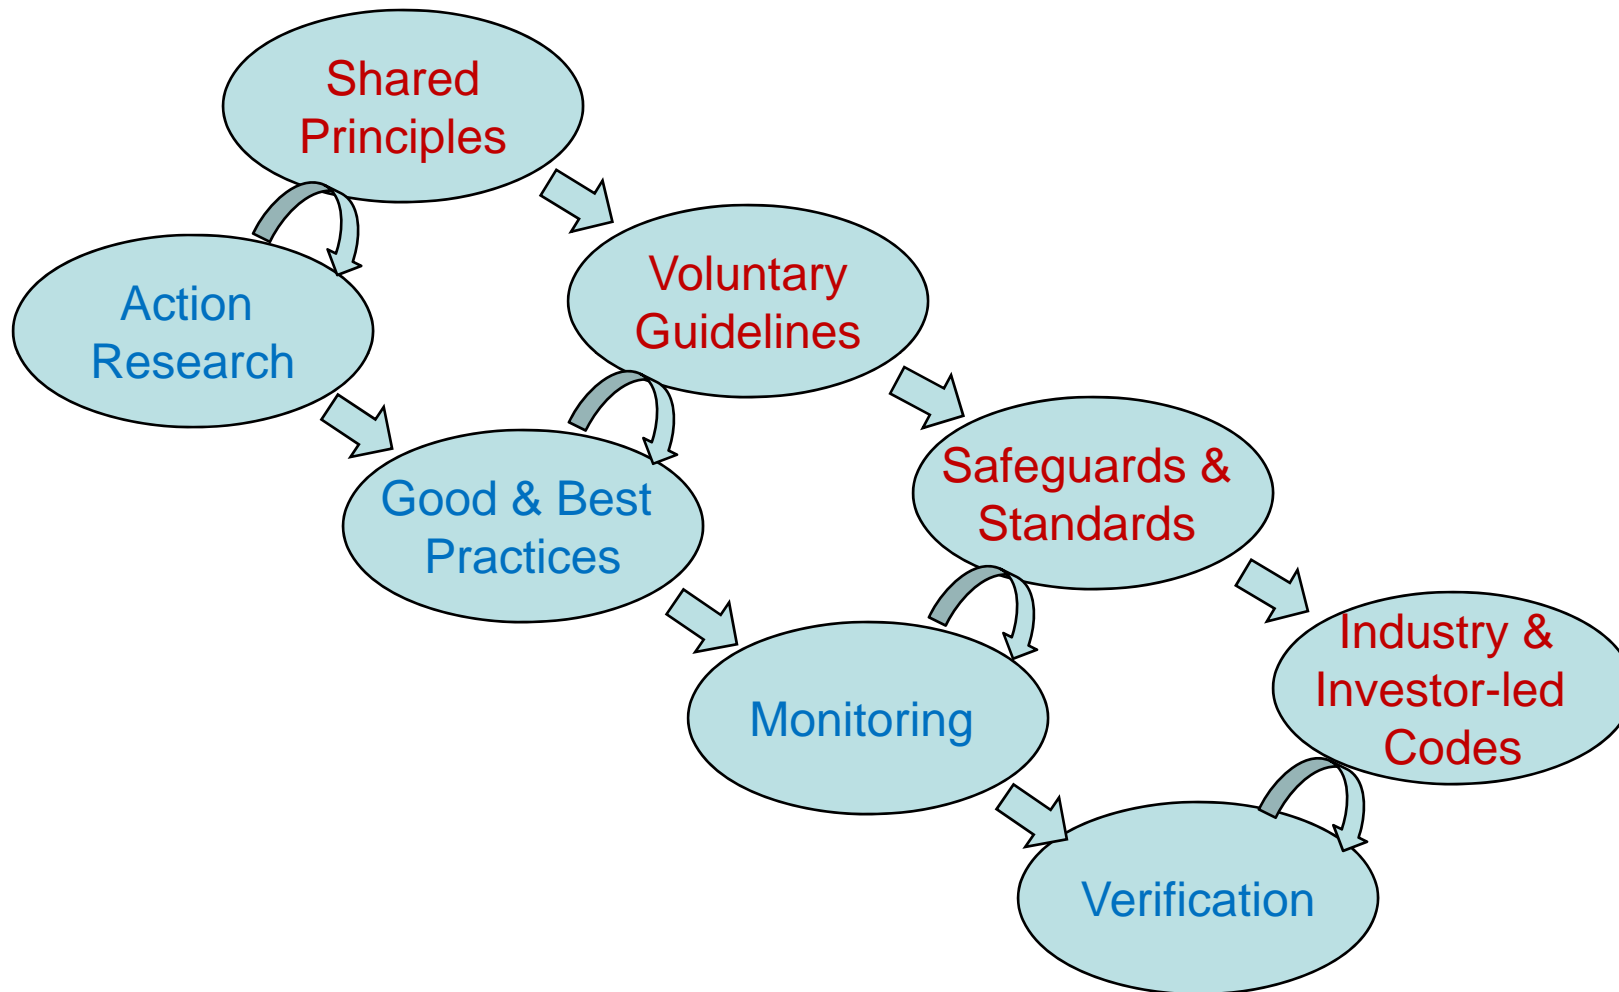 Shared
Principles
Action
Research
Voluntary
Guidelines
Good & Best
Practices
Safeguards &
Standards
Monitoring
Industry &
Investor-led
Codes
Verification